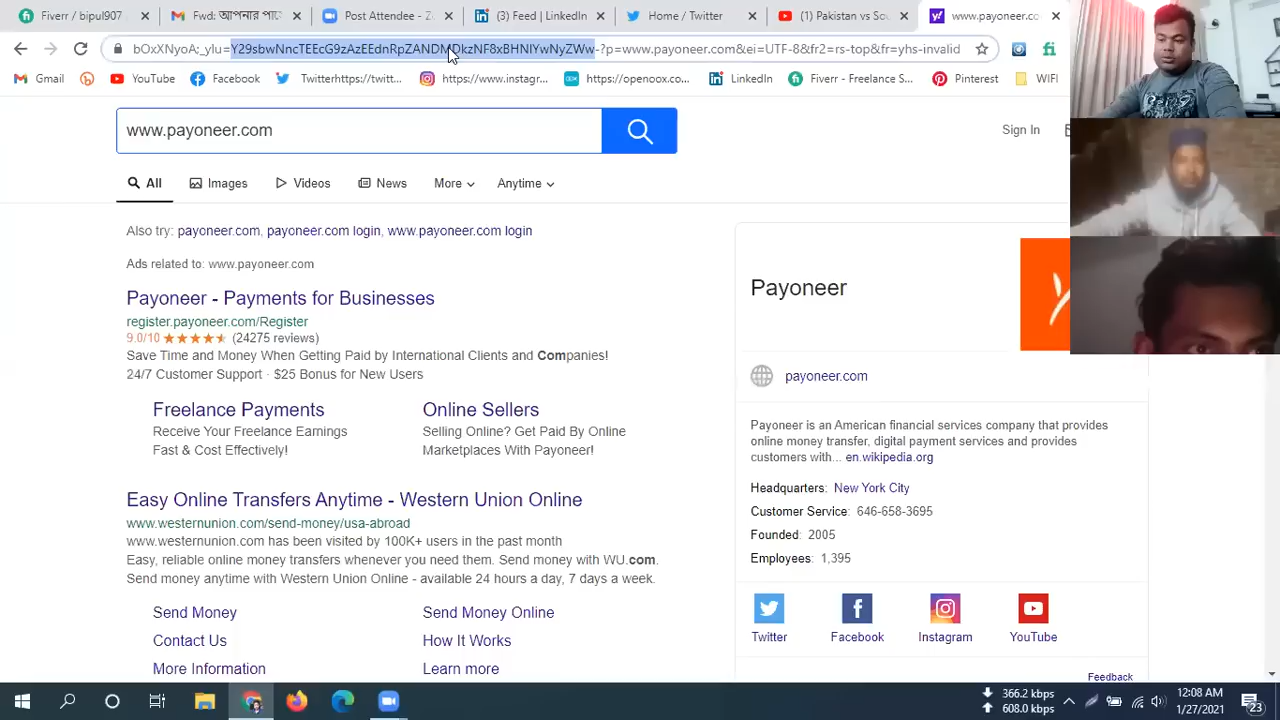 Fiverr / bipul907
Fwd: আপনার পাে
Post Attendee - Z
(3) Feed | LinkedIn
Home / Twitter
(1) Pakistan vs Sou
www.payoneer.co
bOxXNyoA;_ylu=Y29sbwNncTEEcG9zAzEEdnRpZANDMDkzNF8xBHNlYwNyZWw-?p=www.payoneer.com&ei=UTF-8&fr2=rs-top&fr=yhs-invalid
Gmail
YouTube
Facebook
Twitterhttps://twitt...
https://www.instagr...
https://openoox.co...
LinkedIn
Fiverr - Freelance S...
Pinterest
WIFI
www.payoneer.com
Sign In
All
Images
Videos
News
More
Anytime
Also try: payoneer.com, payoneer.com login, www.payoneer.com login
Ads related to: www.payoneer.com
Payoneer - Payments for Businesses
register.payoneer.com/Register
9.0/10 ★★★★★ (24275 reviews)
Save Time and Money When Getting Paid by International Clients and Companies!
24/7 Customer Support · $25 Bonus for New Users
Freelance Payments
Receive Your Freelance Earnings
Fast & Cost Effectively!
Online Sellers
Selling Online? Get Paid By Online
Marketplaces With Payoneer!
Easy Online Transfers Anytime - Western Union Online
www.westernunion.com/send-money/usa-abroad
www.westernunion.com has been visited by 100K+ users in the past month
Easy, reliable online money transfers whenever you need them. Send money with WU.com.
Send money anytime with Western Union Online - available 24 hours a day, 7 days a week.
Send Money
Send Money Online
Contact Us
How It Works
More Information
Learn more
Payoneer
payoneer.com
Payoneer is an American financial services company that provides
online money transfer, digital payment services and provides
customers with... en.wikipedia.org
Headquarters: New York City
Customer Service: 646-658-3695
Founded: 2005
Employees: 1,395
Twitter
Facebook
Instagram
YouTube
Feedback
366.2 kbps
608.0 kbps
12:08 AM
1/27/2021
23